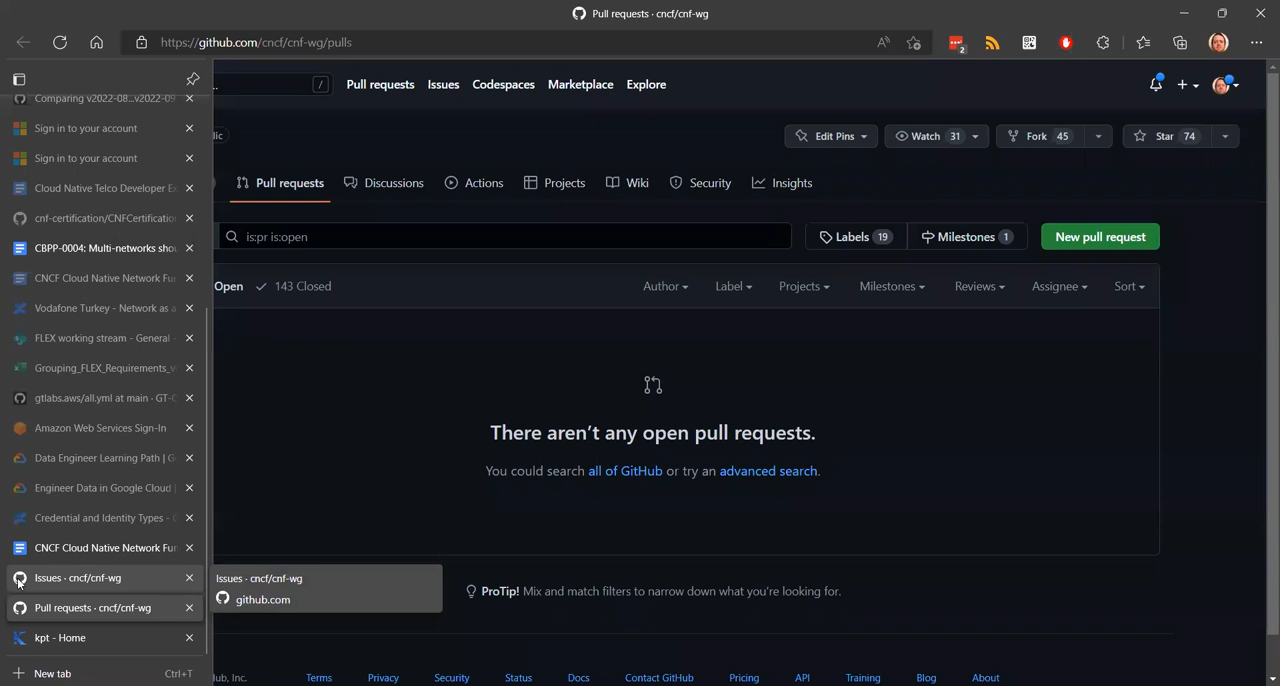 Pull requests · cncf/cnf-wg
https://github.com/cncf/cnf-wg/pulls
2
..
/
Pull requests
Issues
Codespaces
Marketplace
Explore
Comparing v2022-08...v2022-09
Sign in to your account
lic
Edit Pins
Watch 31
Fork 45
Star 74
Sign in to your account
Cloud Native Telco Developer E
Pull requests
Discussions
Actions
Projects
Wiki
Security
Insights
cnf-certification/CNFCertificatio
CBPP-0004: Multi-networks sho
is:pr is:open
Labels 19
Milestones 1
New pull request
CNCF Cloud Native Network Fu
Open
143 Closed
Author
Label
Projects
Milestones
Reviews
Assignee
Sort
Vodafone Turkey - Network as a
FLEX working stream - General -
Grouping_FLEX_Requirements_v
gtlabs.aws/all.yml at main · GT-
Amazon Web Services Sign-In
There aren't any open pull requests.
Data Engineer Learning Path | G
You could search all of GitHub or try an advanced search.
Engineer Data in Google Cloud |
Credential and Identity Types -
CNCF Cloud Native Network Fu
Issues · cncf/cnf-wg
Issues · cncf/cnf-wg
github.com
ProTip! Mix and match filters to narrow down what you're looking for.
Pull requests · cncf/cnf-wg
kpt - Home
New tab
Ctrl+T
ub, Inc.
Terms
Privacy
Security
Status
Docs
Contact GitHub
Pricing
API
Training
Blog
About